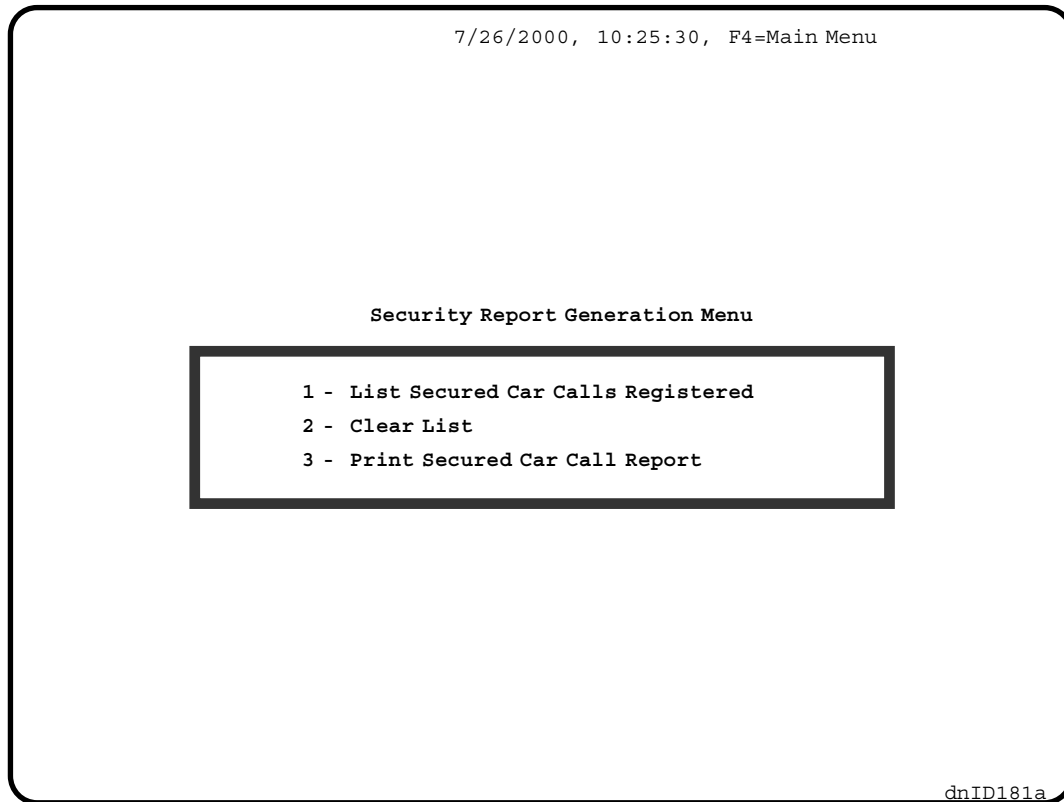 7/26/2000, 10:25:30, F4=Main Menu
Security Report Generation Menu
1 - List Secured Car Calls Registered
2 - Clear List
3 - Print Secured Car Call Report
dnID181a